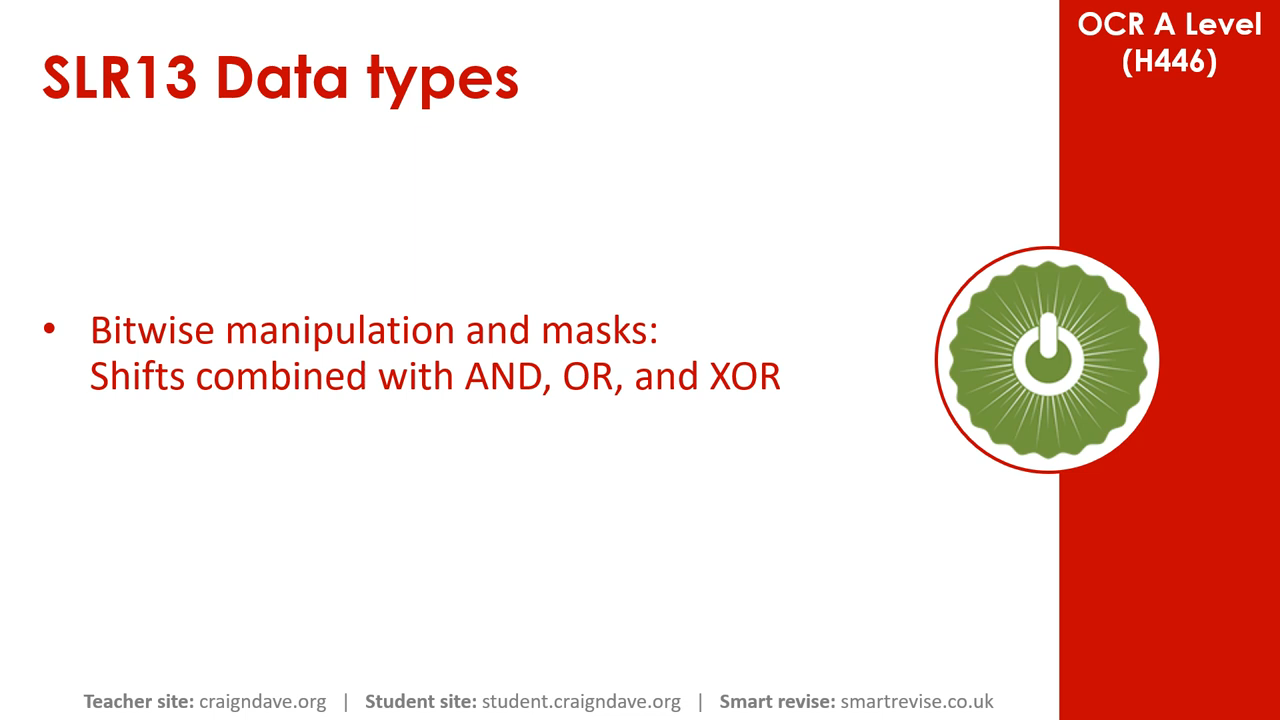 OCR A Level
(H446)
SLR13 Data types
• Bitwise manipulation and masks:
Shifts combined with AND, OR, and XOR
Teacher site: craigndave.org | Student site: student.craigndave.org | Smart revise: smartrevise.co.uk